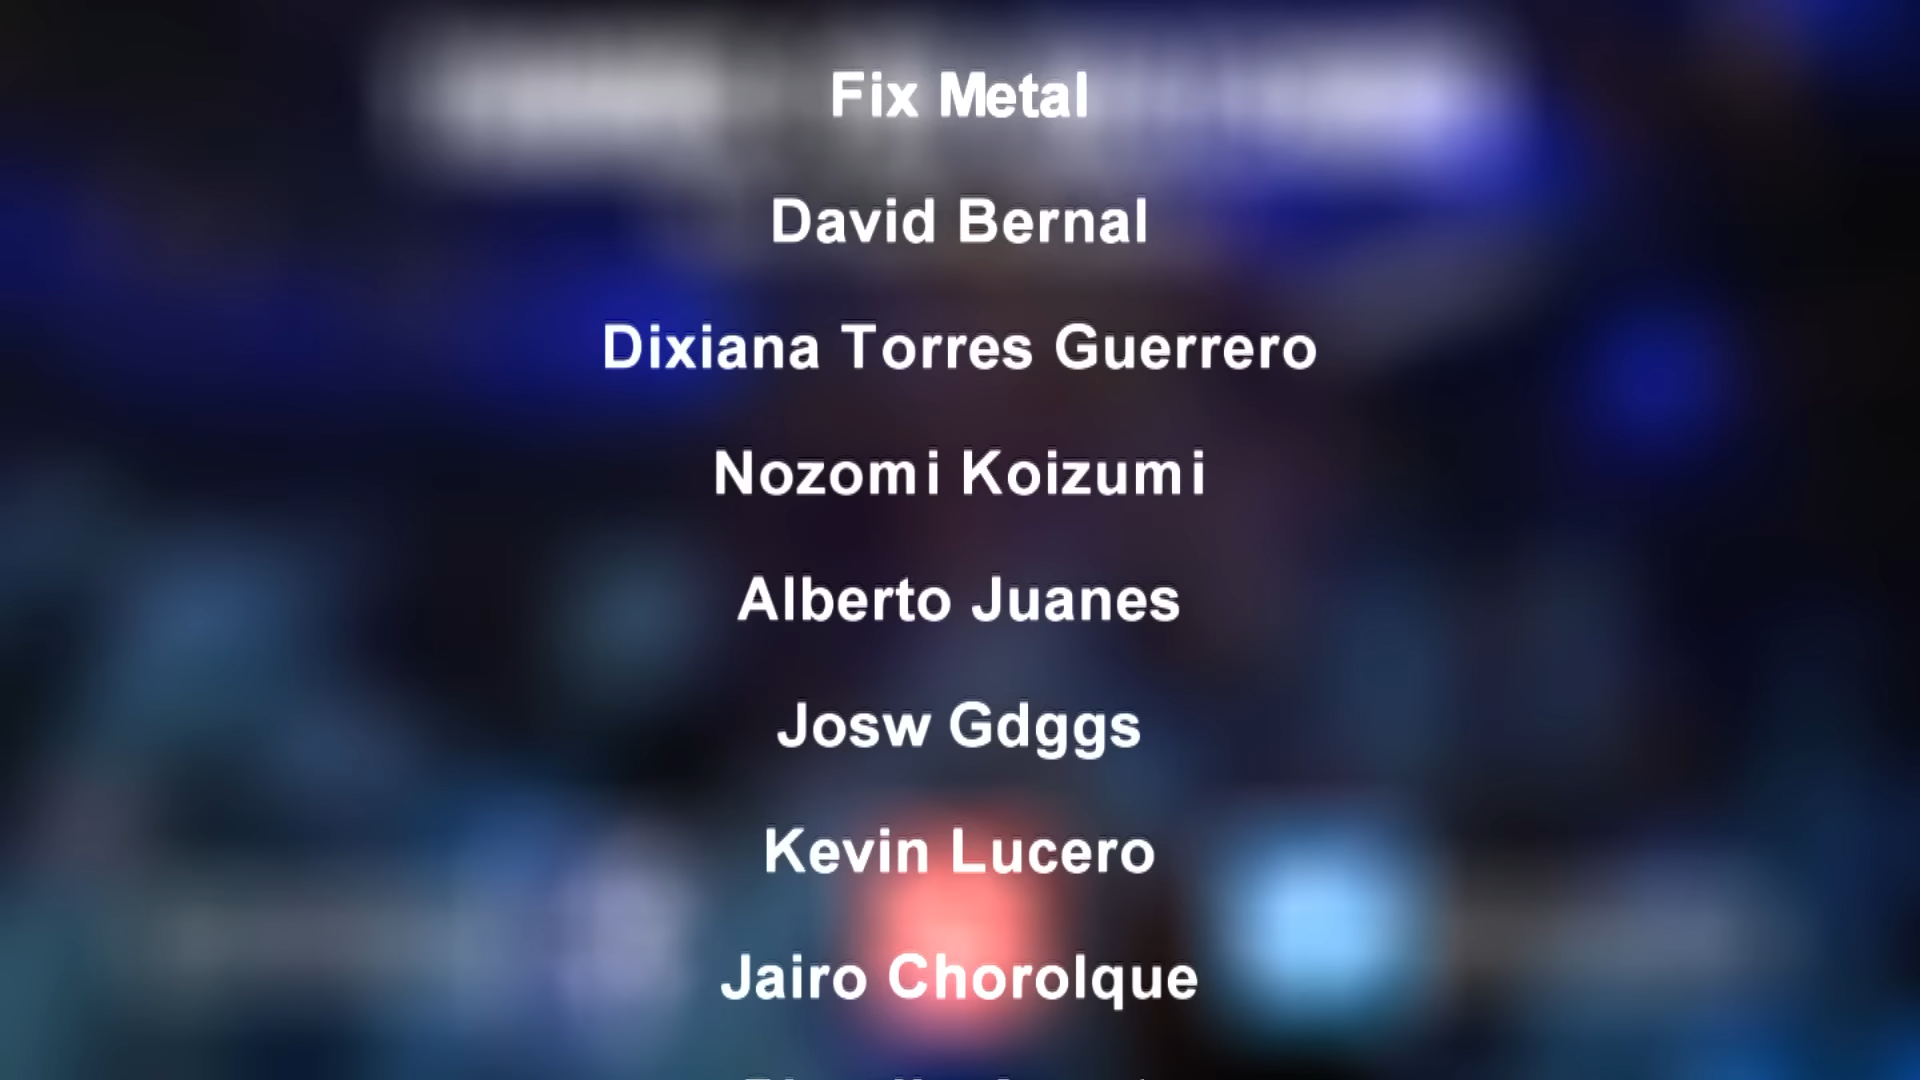 Fix Metal
David Bernal
Dixiana Torres Guerrero
Nozomi Koizumi
Alberto Juanes
Josw Gdggs
Kevin Lucero
Jairo Chorolque